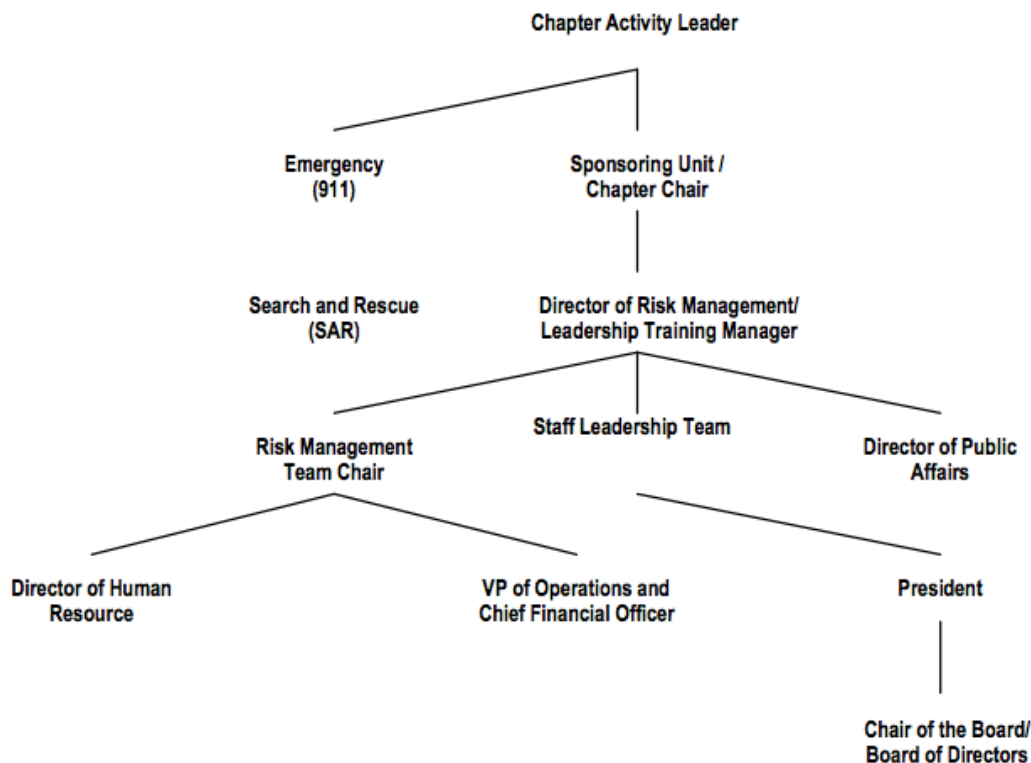 Chapter Activity Leader
Emergency
(911)
Sponsoring Unit /
Chapter Chair
Search and Rescue
(SAR)
Director of Risk Management/
Leadership Training Manager
Risk Management
Team Chair
Staff Leadership Team
Director of Public
Affairs
Director of Human
Resource
VP of Operations and
Chief Financial Officer
President
Chair of the Board/
Board of Directors